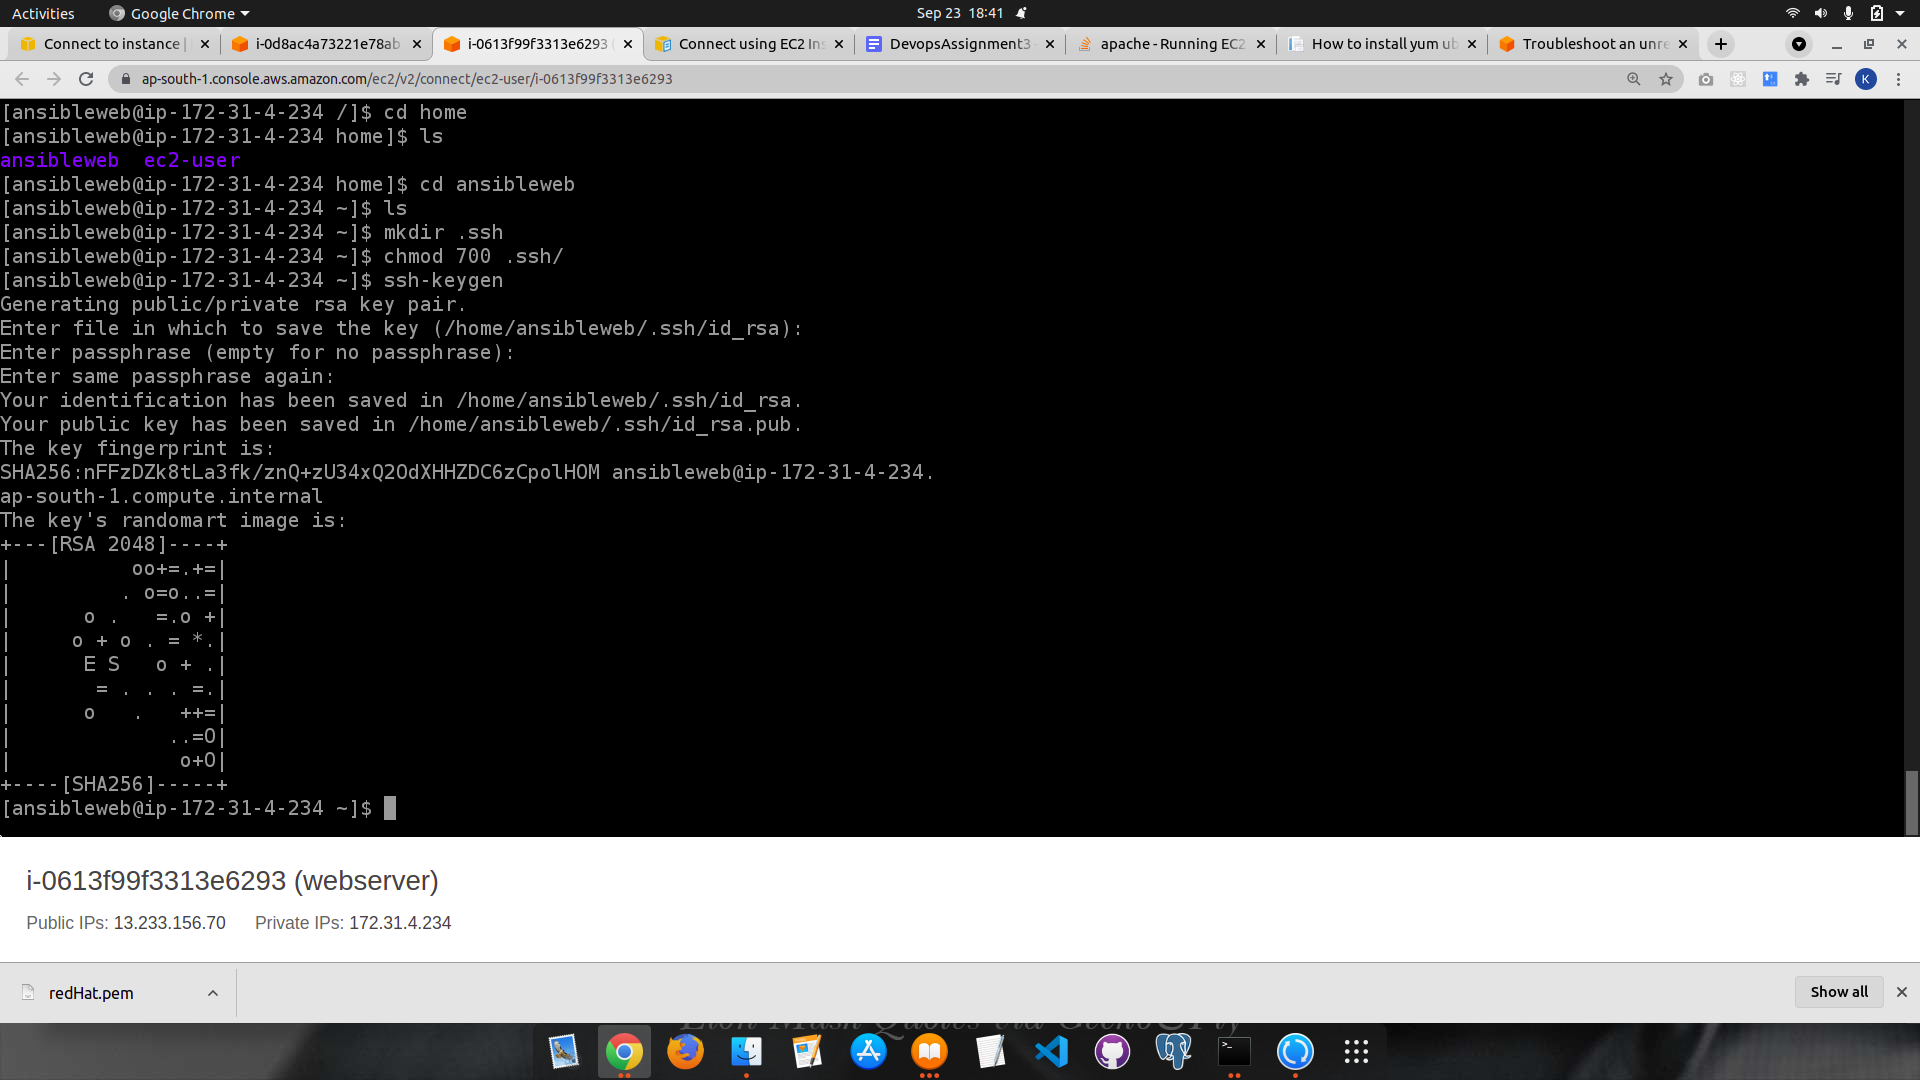 Activities
Google Chrome
Sep 23 18:41
Connect to instance |
i-0d8ac4a73221e78ab
i-0613f99f3313e6293
Connect using EC2 Ins
DevopsAssignment3
apache - Running EC2
How to install yum ub
Troubleshoot an unre
ap-south-1.console.aws.amazon.com/ec2/v2/connect/ec2-user/i-0613f99f3313e6293
K
[ansibleweb@ip-172-31-4-234 /]$ cd home
[ansibleweb@ip-172-31-4-234 home]$ ls
ansibleweb  ec2-user
[ansibleweb@ip-172-31-4-234 home]$ cd ansibleweb
[ansibleweb@ip-172-31-4-234 ~]$ ls
[ansibleweb@ip-172-31-4-234 ~]$ mkdir .ssh
[ansibleweb@ip-172-31-4-234 ~]$ chmod 700 .ssh/
[ansibleweb@ip-172-31-4-234 ~]$ ssh-keygen
Generating public/private rsa key pair.
Enter file in which to save the key (/home/ansibleweb/.ssh/id_rsa):
Enter passphrase (empty for no passphrase):
Enter same passphrase again:
Your identification has been saved in /home/ansibleweb/.ssh/id_rsa.
Your public key has been saved in /home/ansibleweb/.ssh/id_rsa.pub.
The key fingerprint is:
SHA256:nFFzDZk8tLa3fk/znQ+zU34xQ2OdXHHZDC6zCpolHOM ansibleweb@ip-172-31-4-234.
ap-south-1.compute.internal
The key's randomart image is:
+---[RSA 2048]----+
|          oo+=.+=|
|         . o=o..=|
|      o .   =.o +|
|     o + o . = *.|
|      E S   o + .|
|       = . . . =.|
|      o   .   ++=|
|             ..=O|
|              o+O|
+----[SHA256]-----+
[ansibleweb@ip-172-31-4-234 ~]$
i-0613f99f3313e6293 (webserver)
Public IPs: 13.233.156.70 Private IPs: 172.31.4.234
redHat.pem
Show all